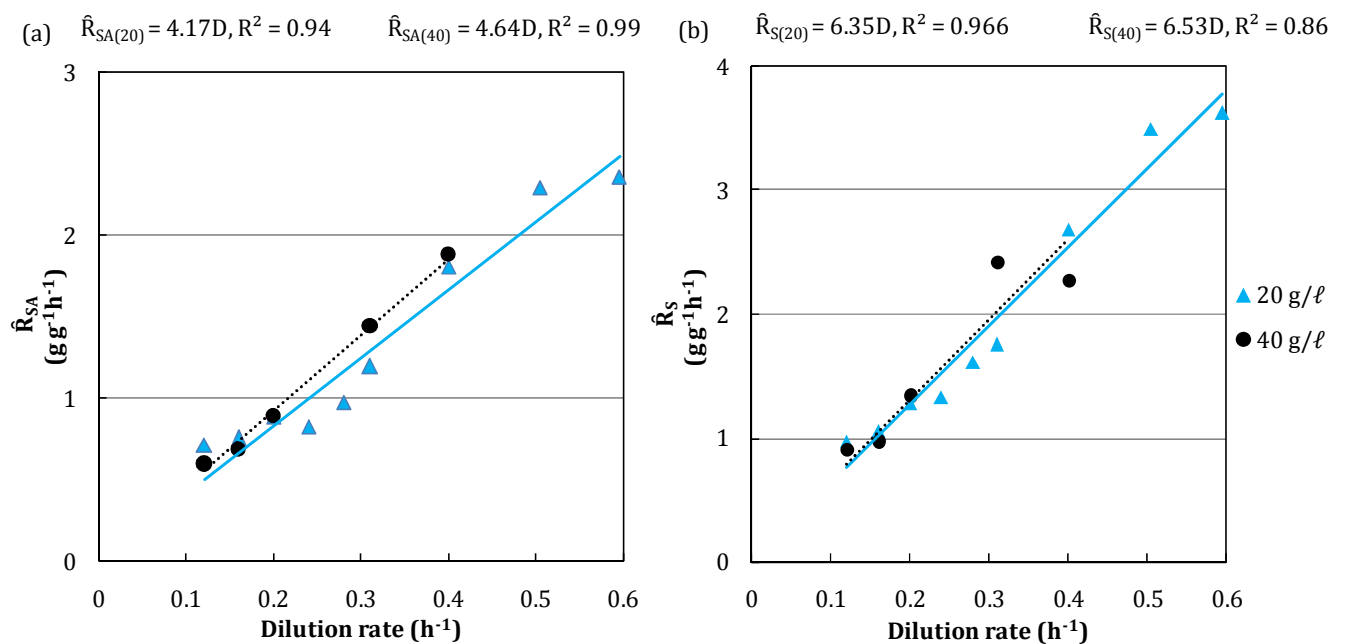 (a) R̂SA(20) = 4.17D, R² = 0.94 R̂SA(40) = 4.64D, R² = 0.99
(b) R̂S(20) = 6.35D, R² = 0.966 R̂S(40) = 6.53D, R² = 0.86
3
2
1
0
R̂SA
(g g⁻¹h⁻¹)
0 0.1 0.2 0.3 0.4 0.5 0.6
Dilution rate (h⁻¹)
4
3
2
1
0
R̂S
(g g⁻¹h⁻¹)
0 0.1 0.2 0.3 0.4 0.5 0.6
Dilution rate (h⁻¹)
20 g/ℓ
40 g/ℓ